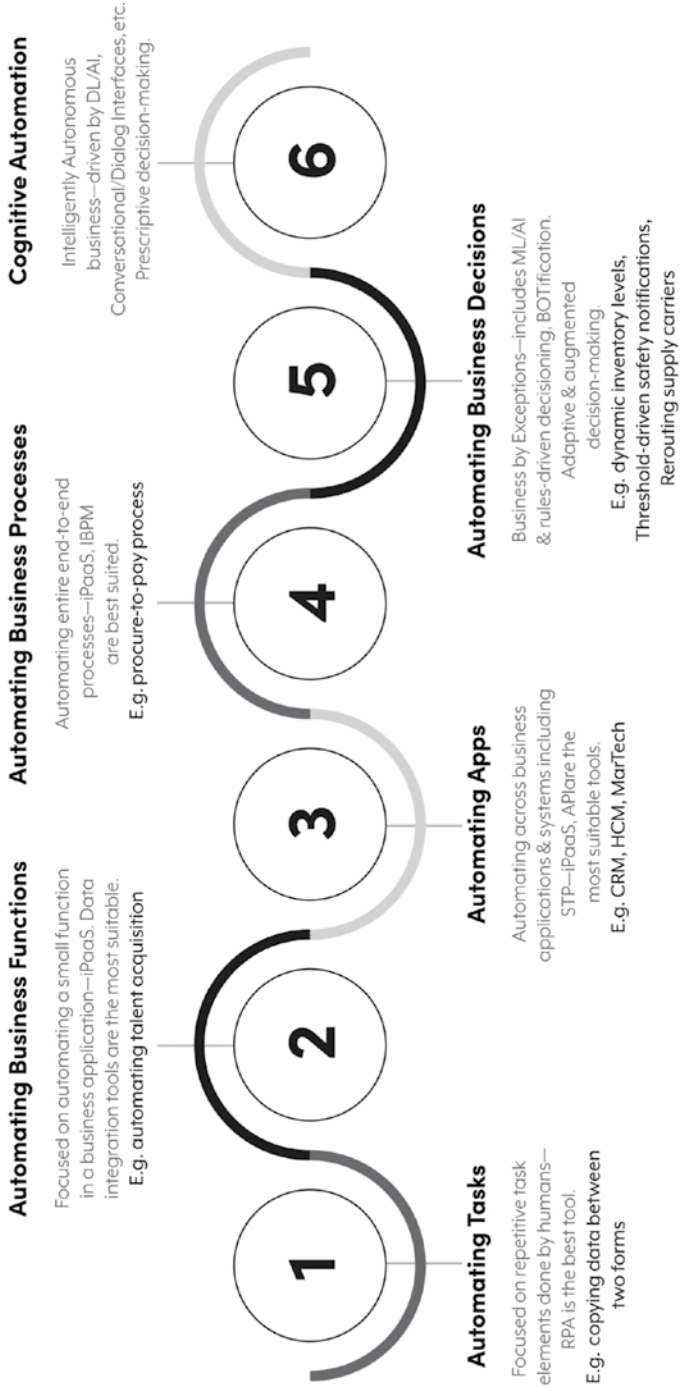 1
Automating Tasks
Focused on repetitive task
elements done by humans—
RPA is the best tool.
E.g. copying data between
two forms
Automating Business Functions
Focused on automating a small function
in a business application—iPaaS. Data
integration tools are the most suitable.
E.g. automating talent acquisition
2
3
Automating Apps
Automating across business
applications & systems including
STP—iPaaS, APIare the
most suitable tools.
E.g. CRM, HCM, MarTech
Automating Business Processes
Automating entire end-to-end
processes—iPaaS, IBPM
are best suited.
E.g. procure-to-pay process
4
5
Automating Business Decisions
Business by Exceptions—includes ML/AI
& rules-driven decisioning, BOTification.
Adaptive & augmented
decision-making.
E.g. dynamic inventory levels,
Threshold-driven safety notifications,
Rerouting supply carriers
Cognitive Automation
Intelligently Autonomous
business—driven by DL/AI,
Conversational/Dialog Interfaces, etc.
Prescriptive decision-making.
6